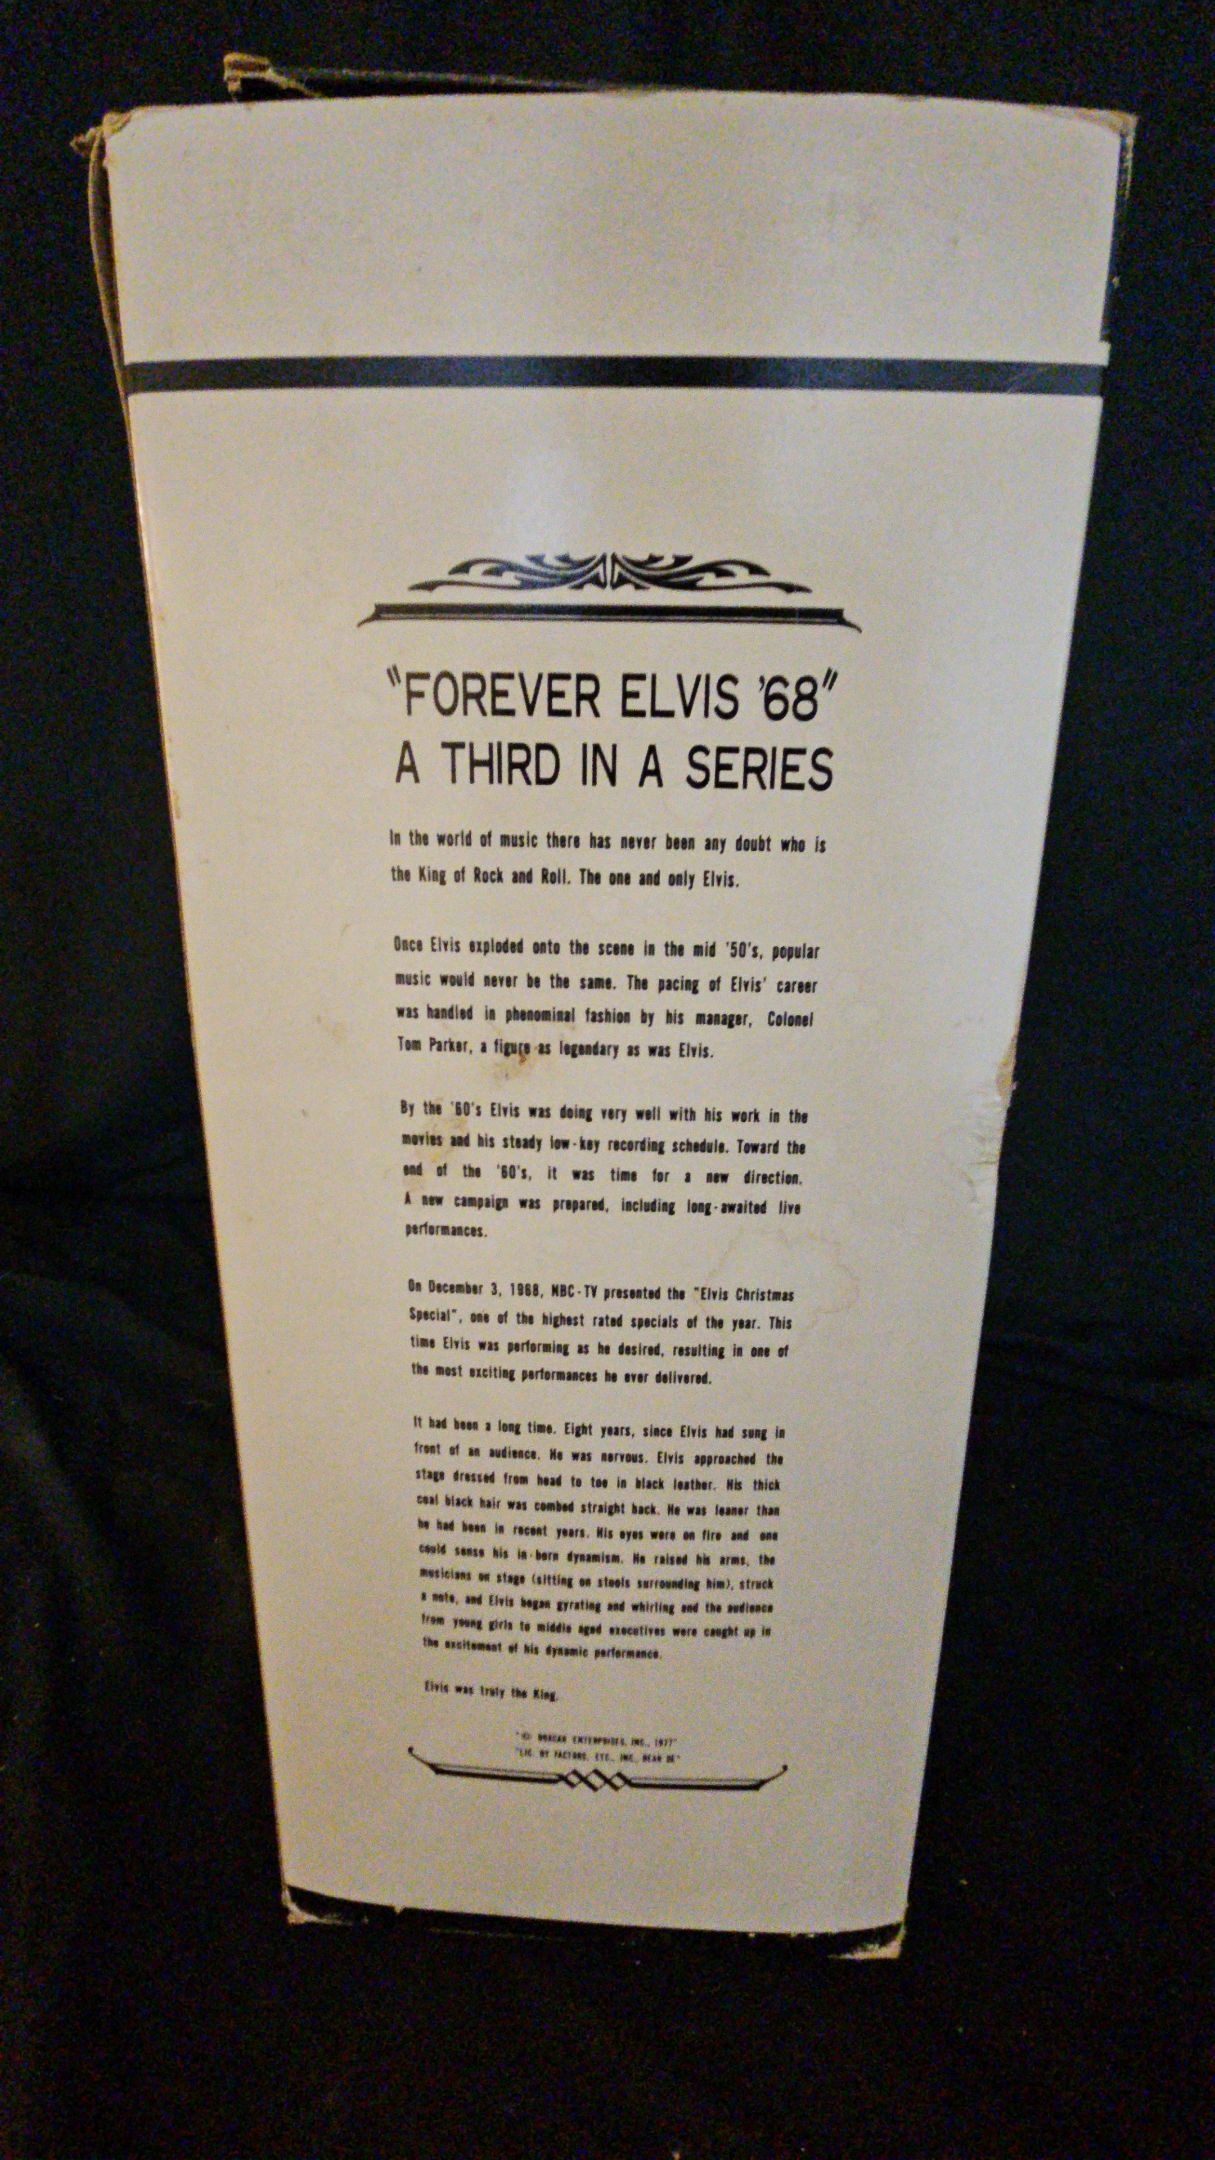 "FOREVER ELVIS '68"
A THIRD IN A SERIES
In the world of music there has never been any doubt who is
the King of Rock and Roll. The one and only Elvis.
Once Elvis exploded onto the scene in the mid '50's, popular
music would never be the same. The pacing of Elvis' career
was handled in phenominal fashion by his manager, Colonel
Tom Parker, a figure as legendary as was Elvis.
By the '60's Elvis was doing very well with his work in the
movies and his steady low-key recording schedule. Toward the
end of the '60's, it was time for a new direction.
A new campaign was prepared, including long-awaited live
performances.
On December 3, 1968, NBC-TV presented the "Elvis Christmas
Special", one of the highest rated specials of the year. This
time Elvis was performing as he desired, resulting in one of
the most exciting performances he ever delivered.
It had been a long time. Eight years, since Elvis had sung in
front of an audience. He was nervous. Elvis approached the
stage dressed from head to toe in black leather. His thick
coal black hair was combed straight back. He was leaner than
he had been in recent years. His eyes were on fire and one
could sense his in-born dynamism. He raised his arms, the
musicians on stage (sitting on stools surrounding him), struck
a note, and Elvis began gyrating and whirling and the audience
from young girls to middle aged executives were caught up in
the excitement of his dynamic performance.
Elvis was truly the King.
ENTERPRISES, INC., 1977"
"LIC. BY FACTORS, ETC., INC., BEAR DE"